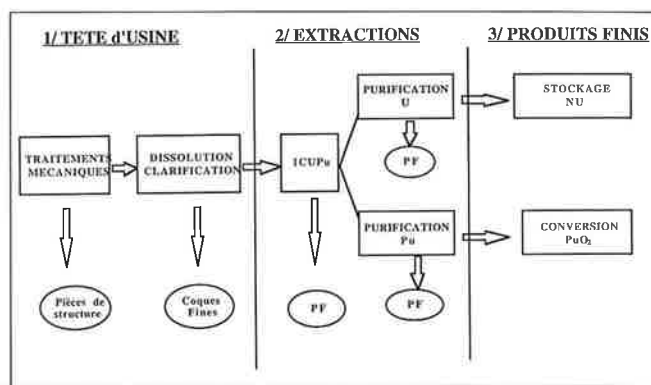 1/ TETE d'USINE
2/ EXTRACTIONS
3/ PRODUITS FINIS
TRAITEMENTS
MECANIQUES
DISSOLUTION
CLARIFICATION
1CUPu
PURIFICATION
U
PF
PURIFICATION
Pu
STOCKAGE
NU
CONVERSION
PuO₂
Pièces de
structure
Coques
Fines
PF
PF